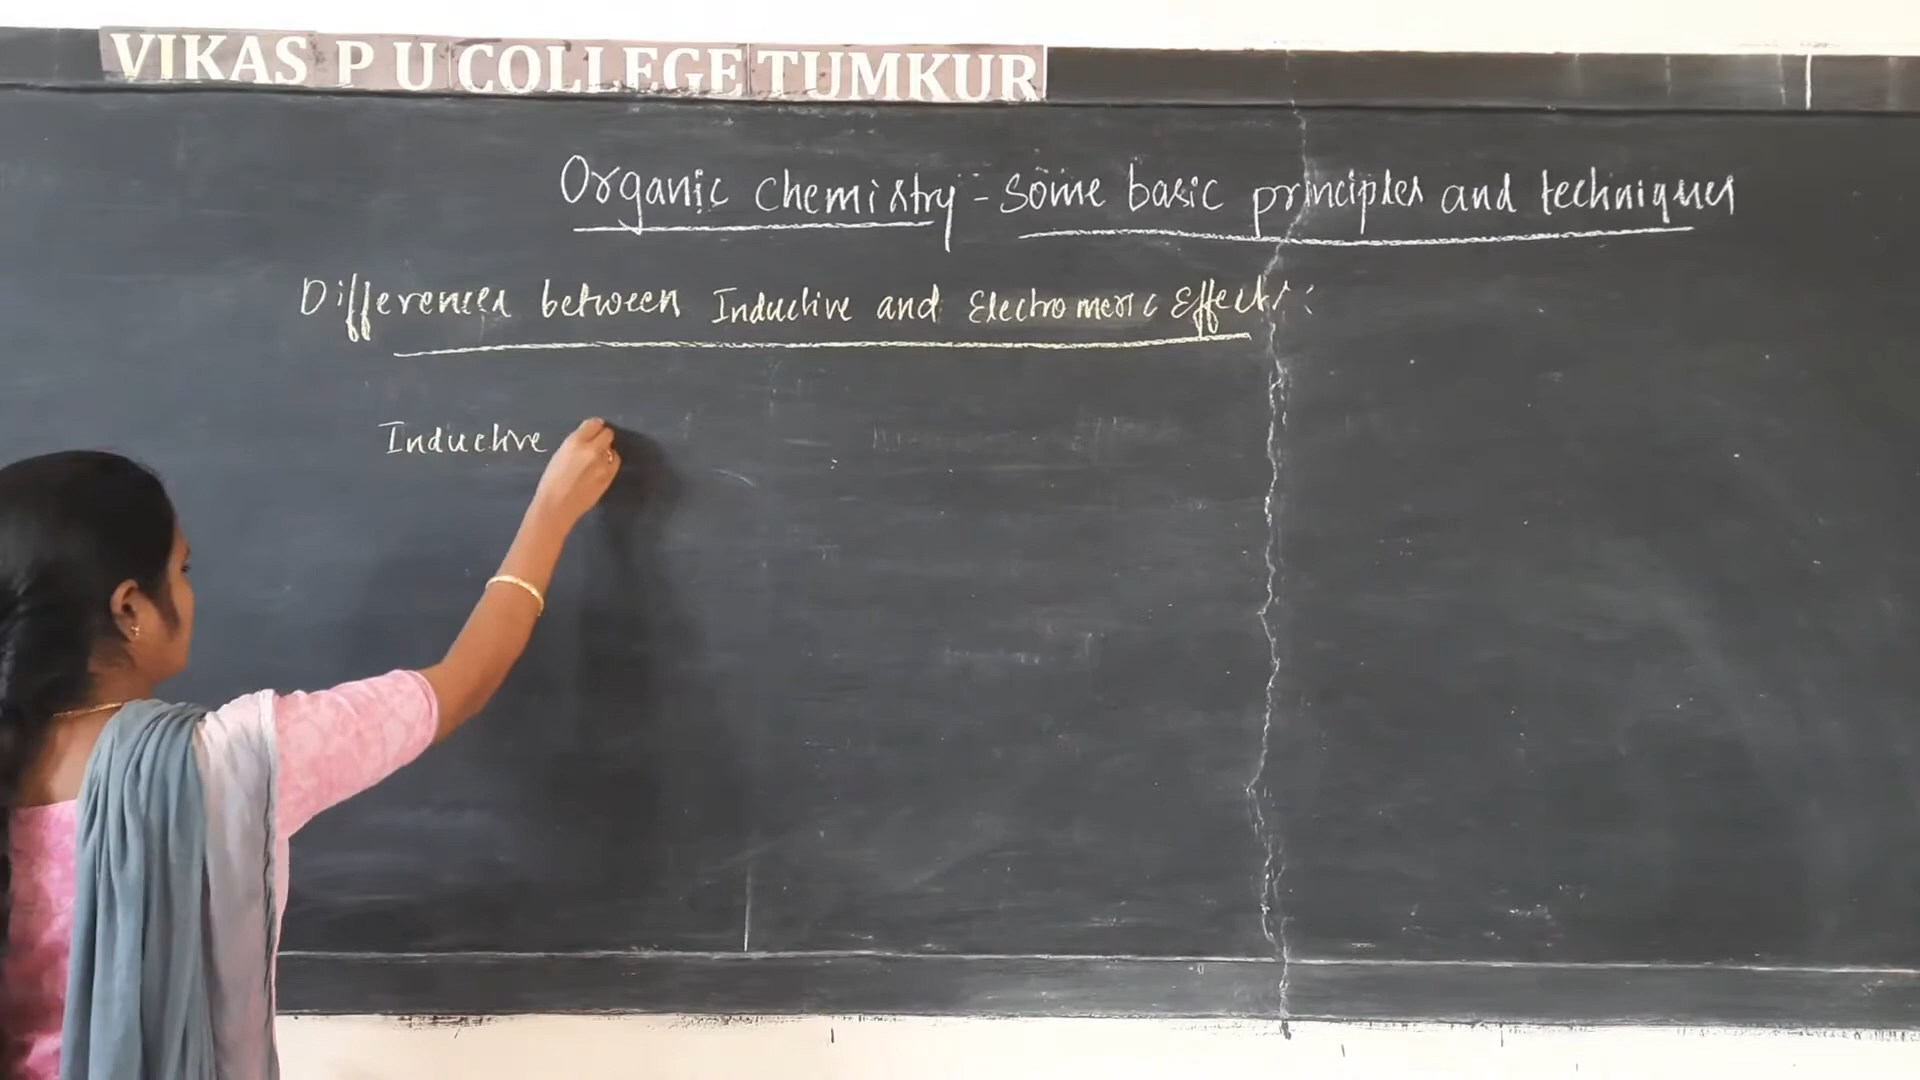 VIKAS P U COLLEGE TUMKUR
Organic Chemistry - Some basic principles and techniques
Differences between Inductive and Electromeric Effects :
Inductive